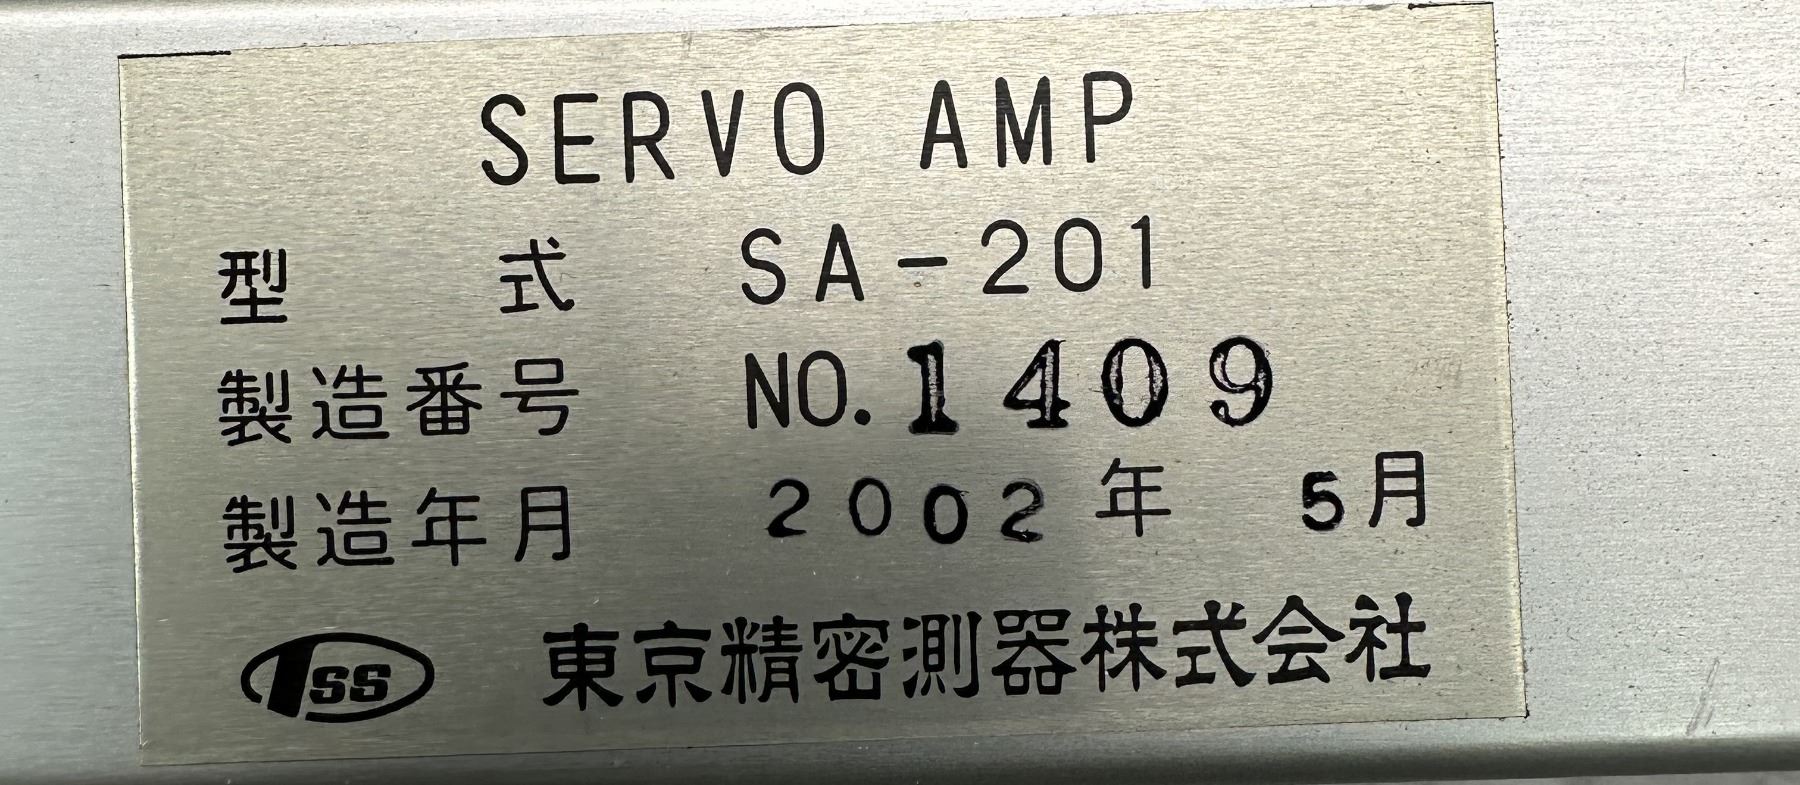 SERVO AMP
型 式 SA-201
製造番号 NO.1409
製造年月 2002年 5月
TSS 東京精密測器株式会社